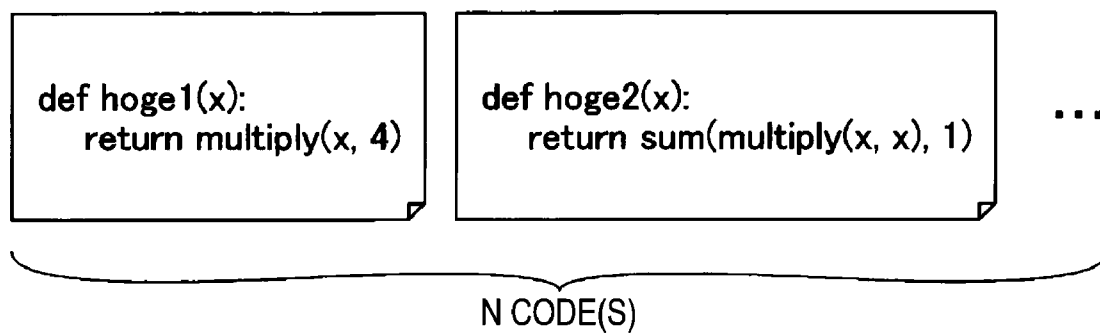 def hoge1(x):
return multiply(x, 4)
def hoge2(x):
return sum(multiply(x, x), 1)
...
N CODE(S)